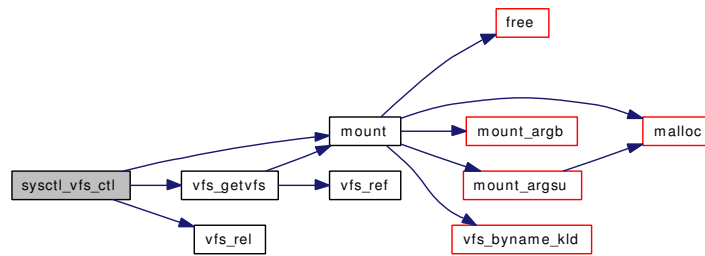 free
mount
mount_argb
malloc
sysctl_vfs_ctl
vfs_getvfs
vfs_ref
mount_argsu
vfs_rel
vfs_byname_kld